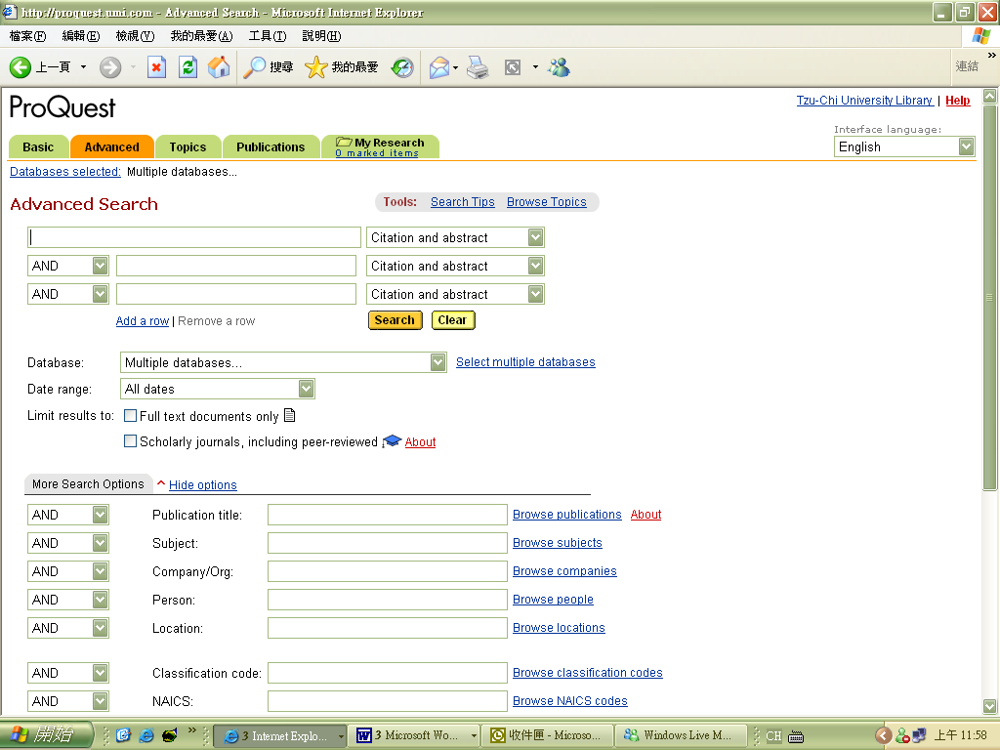 http://proquest.umi.com - Advanced Search - Microsoft Internet Explorer
檔案(F) 編輯(E) 檢視(V) 我的最愛(A) 工具(T) 說明(H)
上一頁 搜尋 我的最愛 連結 »
ProQuest
Tzu-Chi University Library | Help
Interface language:
English
Basic Advanced Topics Publications My Research
0 marked items
Databases selected: Multiple databases...
Advanced Search Tools: Search Tips Browse Topics
Citation and abstract
AND Citation and abstract
AND Citation and abstract
Add a row | Remove a row Search Clear
Database: Multiple databases... Select multiple databases
Date range: All dates
Limit results to: Full text documents only
Scholarly journals, including peer-reviewed About
More Search Options ^ Hide options
AND Publication title: Browse publications About
AND Subject: Browse subjects
AND Company/Org: Browse companies
AND Person: Browse people
AND Location: Browse locations
AND Classification code: Browse classification codes
AND NAICS: Browse NAICS codes
開始 » 3 Internet Explo... 3 Microsoft Wo... 收件匣 - Microso... Windows Live M... CH 上午 11:58